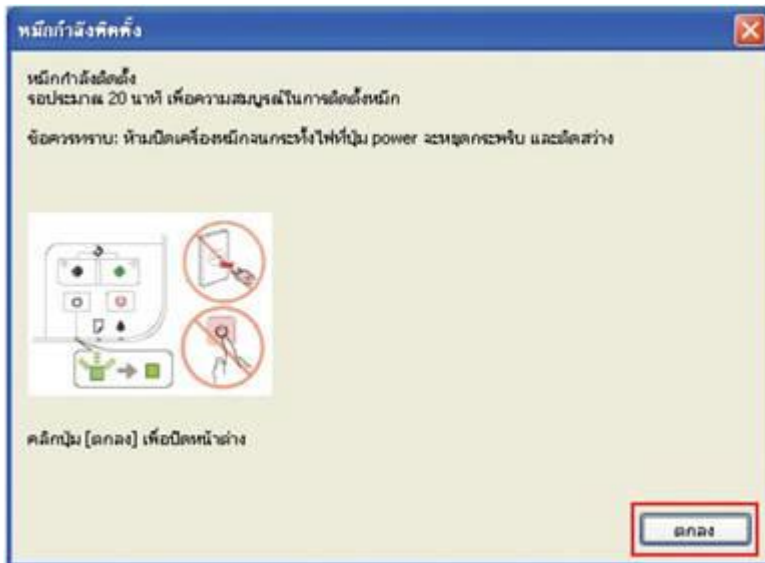 หมึกกำลังติดตั้ง
หมึกกำลังติดตั้ง
รอประมาณ 20 นาที เพื่อความสมบูรณ์ในการติดตั้งหมึก
ข้อควรทราบ: ห้ามปิดเครื่องหมึกจนกระทั้งไฟที่ปุ่ม power จะหยุดกระพริบ และติดสว่าง
คลิกปุ่ม [ตกลง] เพื่อปิดหน้าต่าง
ตกลง